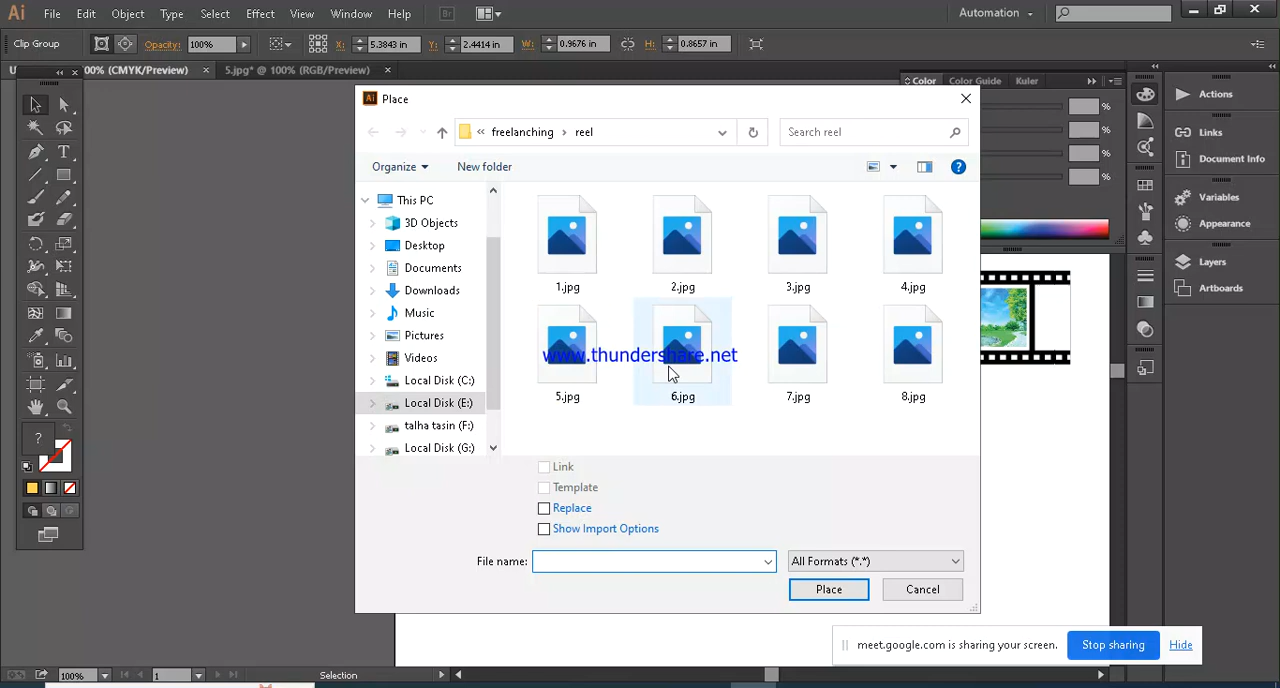 Ai File Edit Object Type Select Effect View Window Help Br Automation
Clip Group Opacity: 100% X: 5.3843 in Y: 2.4414 in W: 0.9676 in H: 0.8657 in
00% (CMYK/Preview) × 5.jpg* @ 100% (RGB/Preview) ×
Color Color Guide Kuler
%
%
%
%
Actions
Links
Document Info
Variables
Appearance
Layers
Artboards
Ai Place
« freelanching › reel
Search reel
Organize New folder
This PC
3D Objects
Desktop
Documents
Downloads
Music
Pictures
Videos
Local Disk (C:)
Local Disk (E:)
talha tasin (F:)
Local Disk (G:)
1.jpg 2.jpg 3.jpg 4.jpg
www.thundershare.net
5.jpg 6.jpg 7.jpg 8.jpg
Link
Template
Replace
Show Import Options
File name: All Formats (*.*)
Place Cancel
meet.google.com is sharing your screen. Stop sharing Hide
?
100% 1 Selection